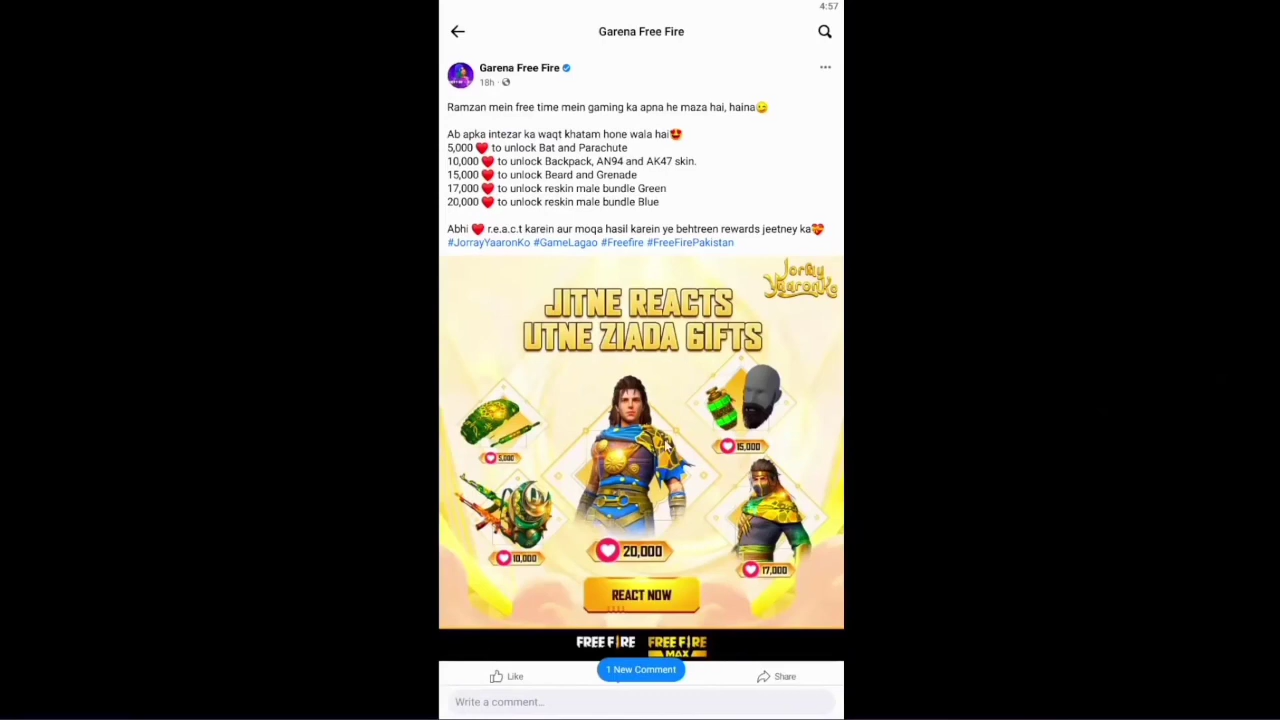 4:57
Garena Free Fire
Garena Free Fire
18h ·
Ramzan mein free time mein gaming ka apna he maza hai, haina😉
Ab apka intezar ka waqt khatam hone wala hai🤩
5,000 ❤️ to unlock Bat and Parachute
10,000 ❤️ to unlock Backpack, AN94 and AK47 skin.
15,000 ❤️ to unlock Beard and Grenade
17,000 ❤️ to unlock reskin male bundle Green
20,000 ❤️ to unlock reskin male bundle Blue
Abhi ❤️ r.e.a.c.t karein aur moqa hasil karein ye behtreen rewards jeetney ka💝
#JorrayYaaronKo #GameLagao #Freefire #FreeFirePakistan
Jorray
YaaronKo
JITNE REACTS
UTNE ZIADA GIFTS
5,000
15,000
10,000
20,000
17,000
REACT NOW
FREE FIRE
FREE FIRE
MAX
1 New Comment
Like
Share
Write a comment...